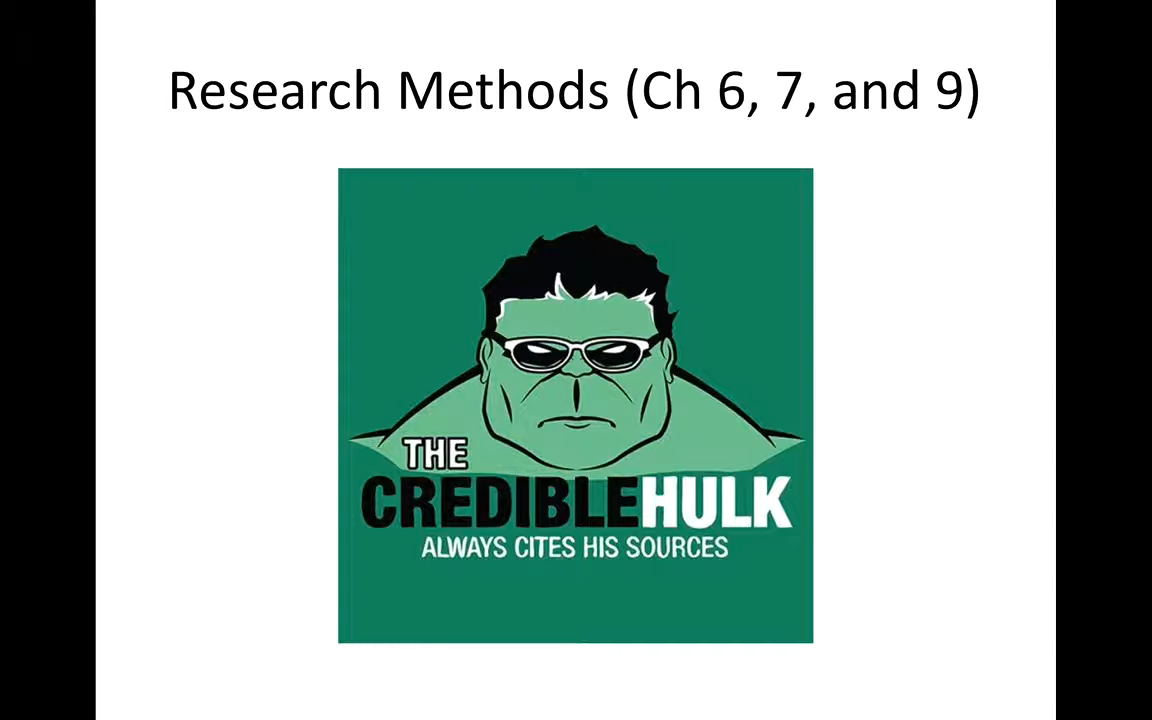 Research Methods (Ch 6, 7, and 9)
THE
CREDIBLEHULK
ALWAYS CITES HIS SOURCES